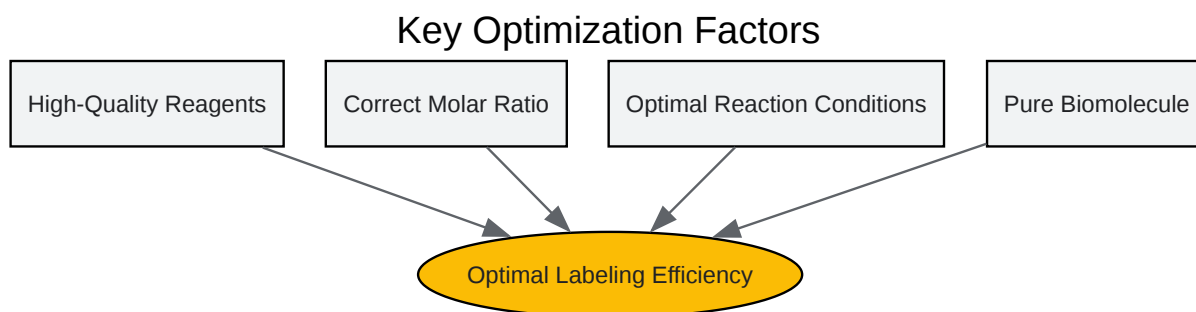 Key Optimization Factors
High-Quality Reagents
Correct Molar Ratio
Optimal Reaction Conditions
Pure Biomolecule
Optimal Labeling Efficiency